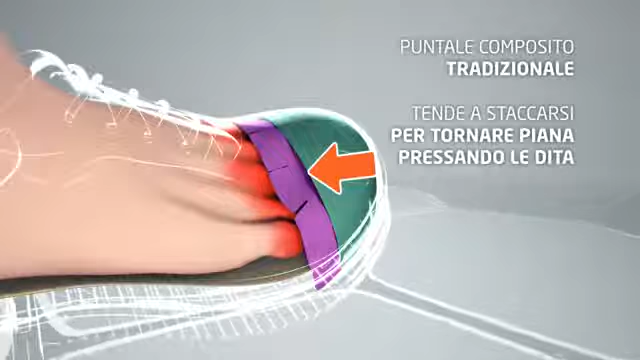 PUNTALE COMPOSITO
TRADIZIONALE
TENDE A STACCARSI
PER TORNARE PIANA
PRESSANDO LE DITA